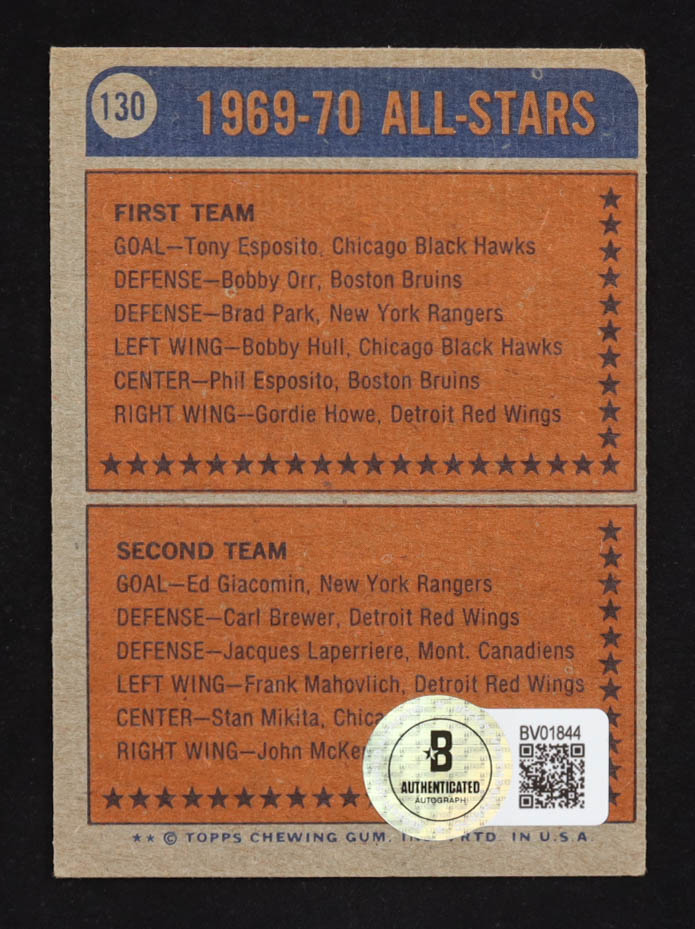 130
1969-70 ALL-STARS
FIRST TEAM
GOAL—Tony Esposito, Chicago Black Hawks
DEFENSE—Bobby Orr, Boston Bruins
DEFENSE—Brad Park, New York Rangers
LEFT WING—Bobby Hull, Chicago Black Hawks
CENTER—Phil Esposito, Boston Bruins
RIGHT WING--Gordie Howe, Detroit Red Wings
SECOND TEAM
GOAL—Ed Giacomin, New York Rangers
DEFENSE—Carl Brewer, Detroit Red Wings
DEFENSE—Jacques Laperriere, Mont. Canadiens
LEFT WING—Frank Mahovlich, Detroit Red Wings
CENTER—Stan Mikita, Chica
RIGHT WING—John McKe
B
AUTHENTICATED
AUTOGRAPH
BV01844
★★ © TOPPS CHEWING GUM, IN RTD. IN U.S.A.